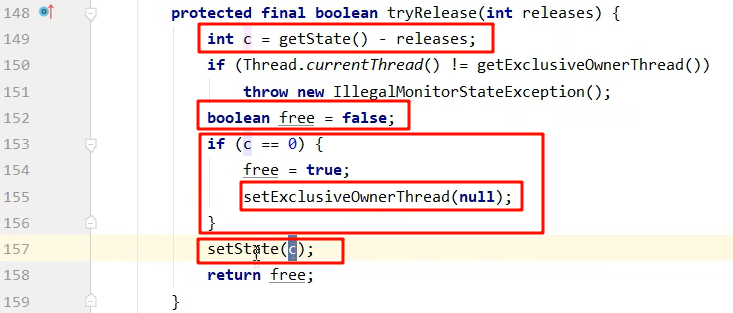 148 protected final boolean tryRelease(int releases) {
149 int c = getState() - releases;
150 if (Thread.currentThread() != getExclusiveOwnerThread())
151 throw new IllegalMonitorStateException();
152 boolean free = false;
153 if (c == 0) {
154 free = true;
155 setExclusiveOwnerThread(null);
156 }
157 setState(c);
158 return free;
159 }